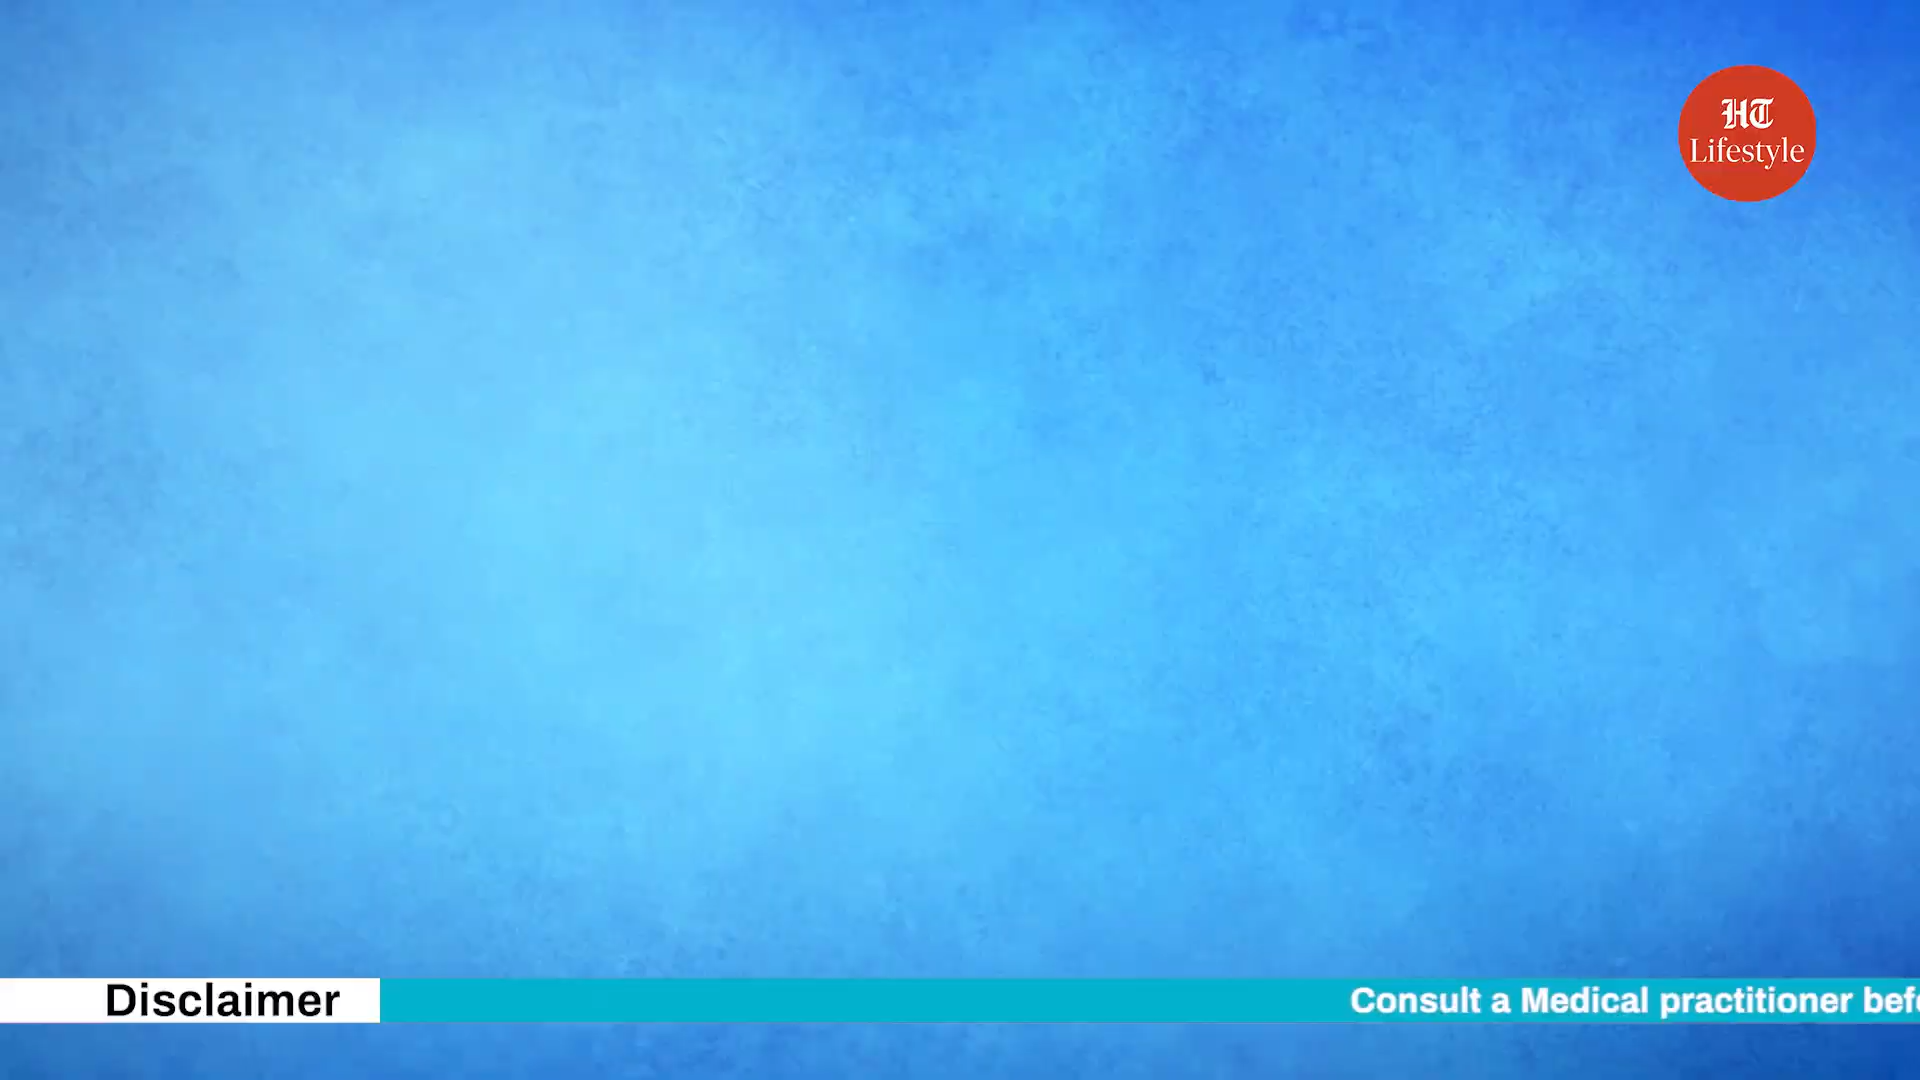 HT
Lifestyle
Disclaimer
Consult a Medical practitioner